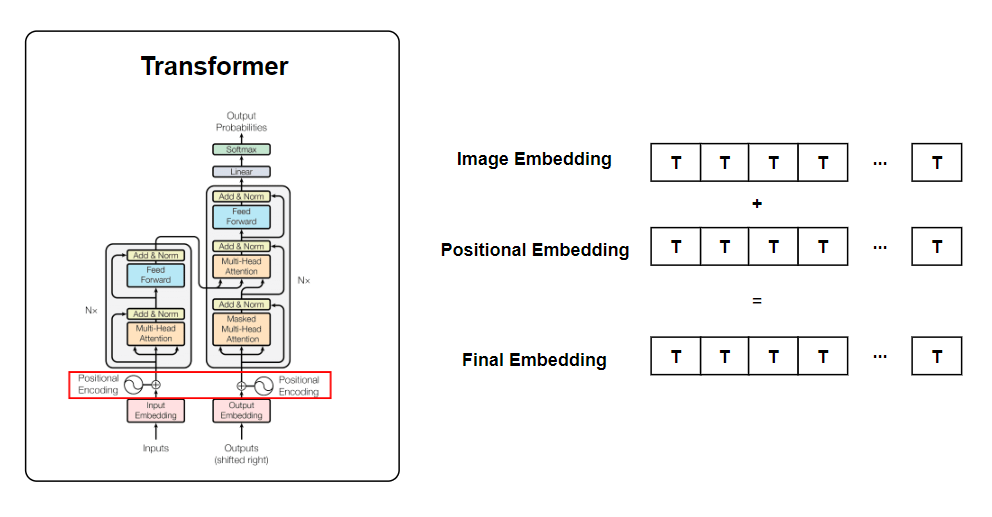 Transformer
Output
Probabilities
Softmax
Linear
Add & Norm
Feed
Forward
Add & Norm
Multi-Head
Attention
Add & Norm
Masked
Multi-Head
Attention
N×
Add & Norm
Feed
Forward
Add & Norm
Multi-Head
Attention
N×
Positional
Encoding
Positional
Encoding
Input
Embedding
Output
Embedding
Inputs
Outputs
(shifted right)
Image Embedding T T T T ... T
+
Positional Embedding T T T T ... T
=
Final Embedding T T T T ... T